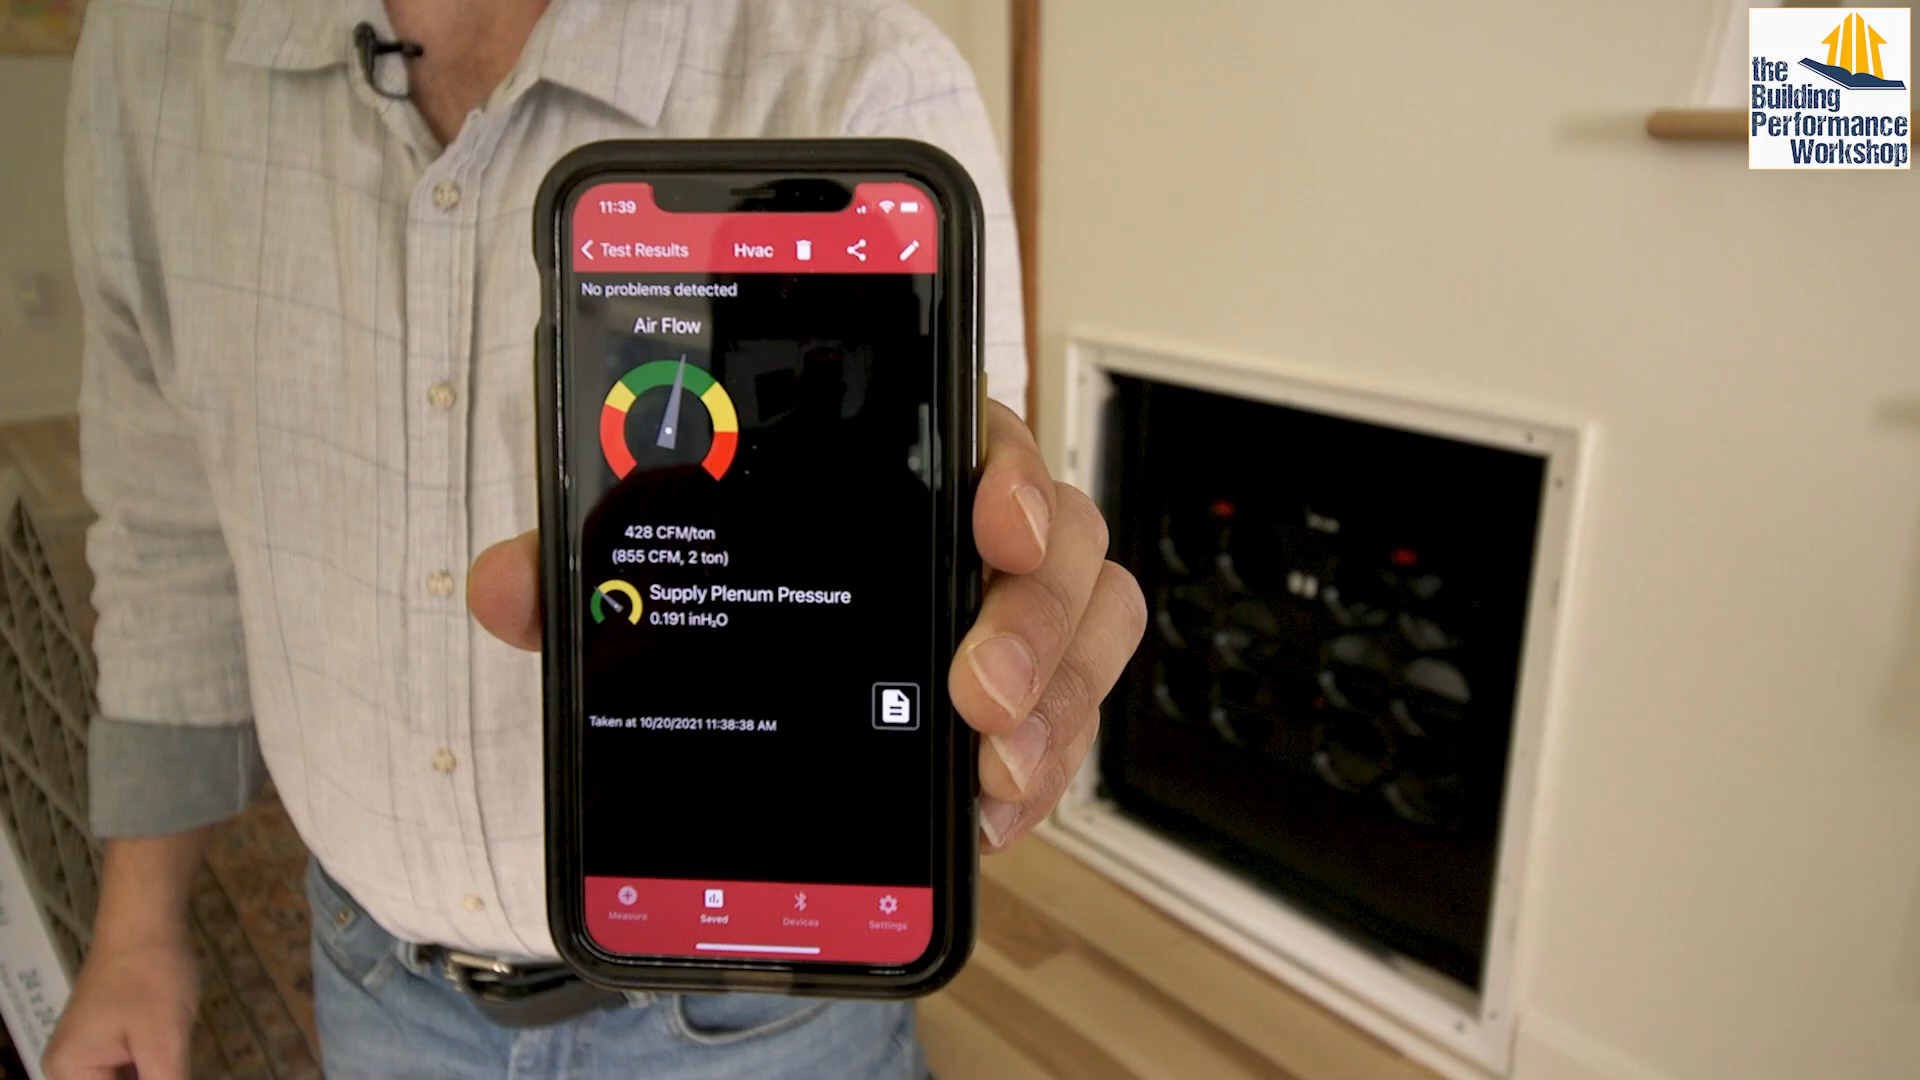 the
Building
Performance
Workshop
11:39
Test Results Hvac
No problems detected
Air Flow
428 CFM/ton
(855 CFM, 2 ton)
Supply Plenum Pressure
0.191 inH₂O
Taken at 10/20/2021 11:38:38 AM
Measure Saved Devices Settings
24 x 24